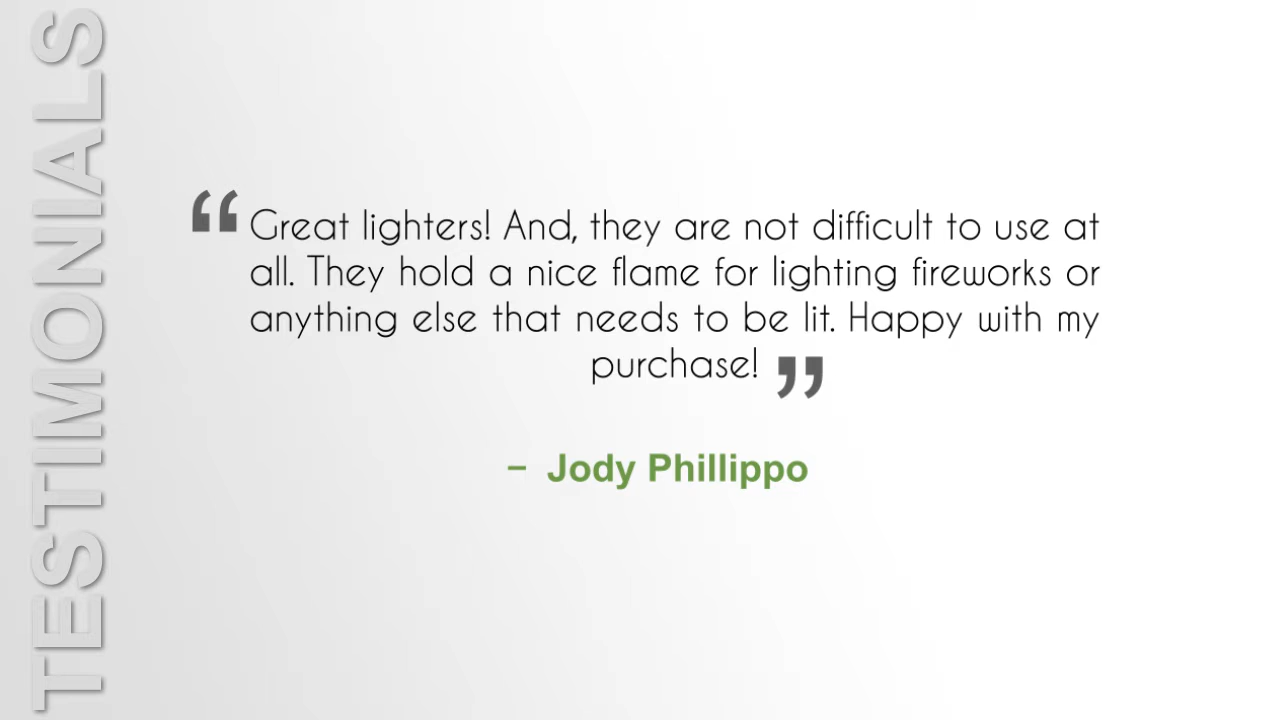 TESTIMONIALS
“ Great lighters! And, they are not difficult to use at
all. They hold a nice flame for lighting fireworks or
anything else that needs to be lit. Happy with my
purchase! ”
– Jody Phillippo